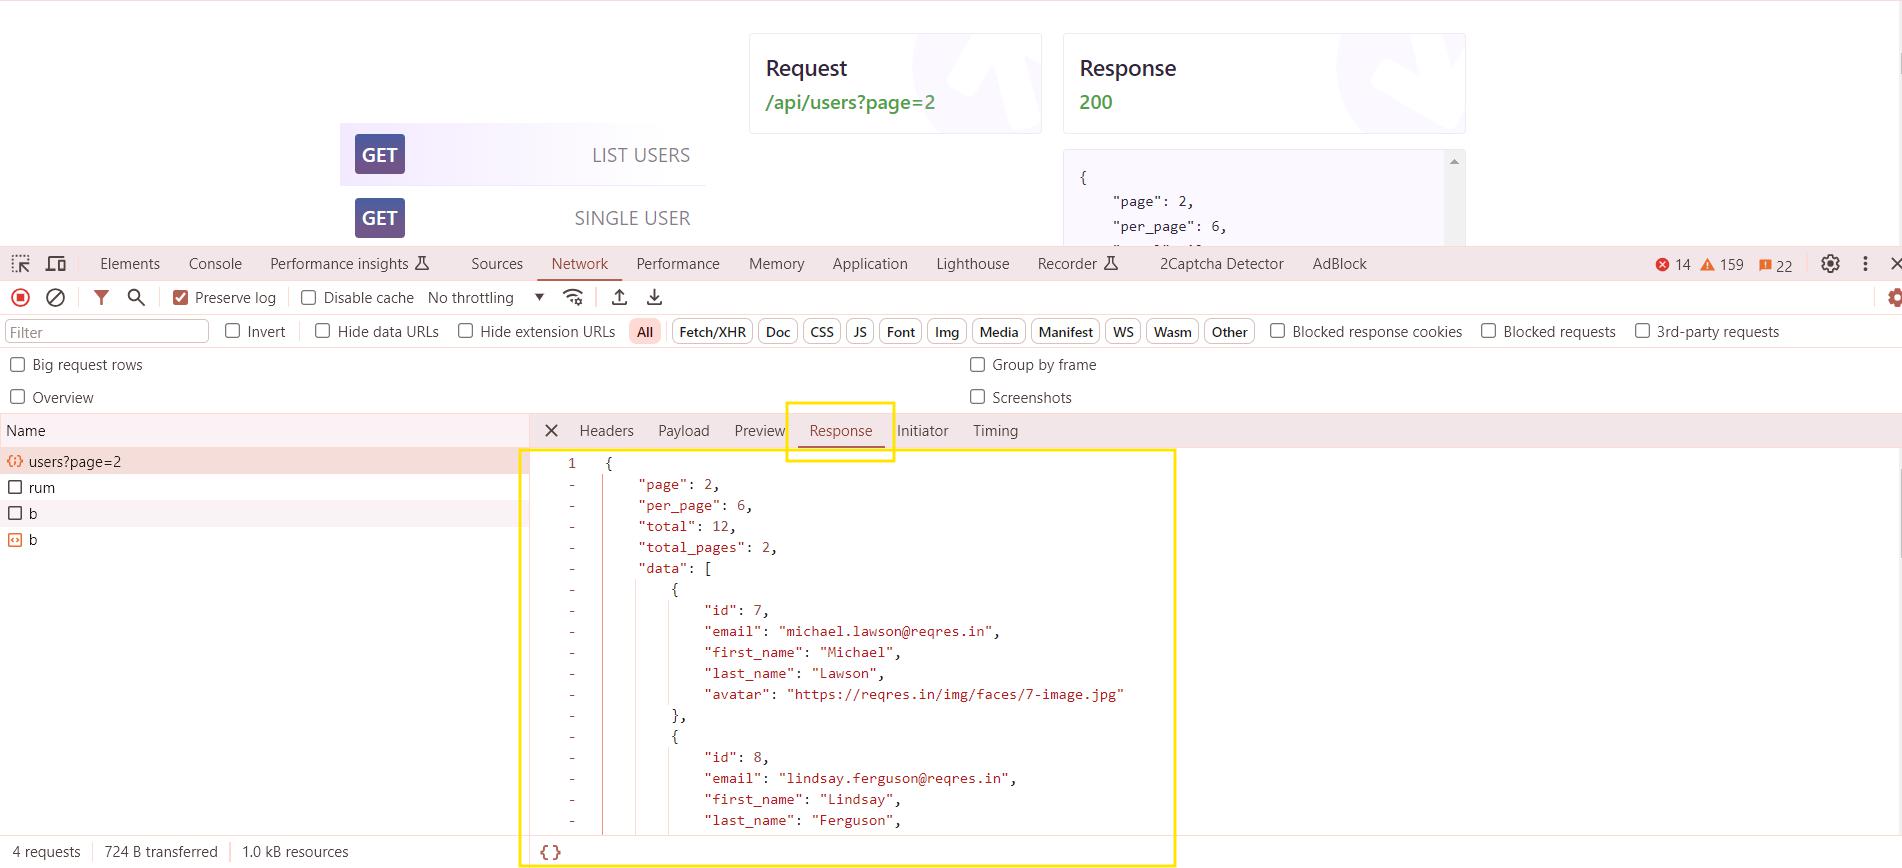 Request
/api/users?page=2
Response
200
GET LIST USERS
GET SINGLE USER
{
"page": 2,
"per_page": 6,
Elements Console Performance insights Sources Network Performance Memory Application Lighthouse Recorder 2Captcha Detector AdBlock 14 159 22
Preserve log Disable cache No throttling
Filter Invert Hide data URLs Hide extension URLs All Fetch/XHR Doc CSS JS Font Img Media Manifest WS Wasm Other Blocked response cookies Blocked requests 3rd-party requests
Big request rows Group by frame
Overview Screenshots
Name
users?page=2
rum
b
b
Headers Payload Preview Response Initiator Timing
1 {
- "page": 2,
- "per_page": 6,
- "total": 12,
- "total_pages": 2,
- "data": [
- {
- "id": 7,
- "email": "michael.lawson@reqres.in",
- "first_name": "Michael",
- "last_name": "Lawson",
- "avatar": "https://reqres.in/img/faces/7-image.jpg"
- },
- {
- "id": 8,
- "email": "lindsay.ferguson@reqres.in",
- "first_name": "Lindsay",
- "last_name": "Ferguson",
4 requests 724 B transferred 1.0 kB resources { }